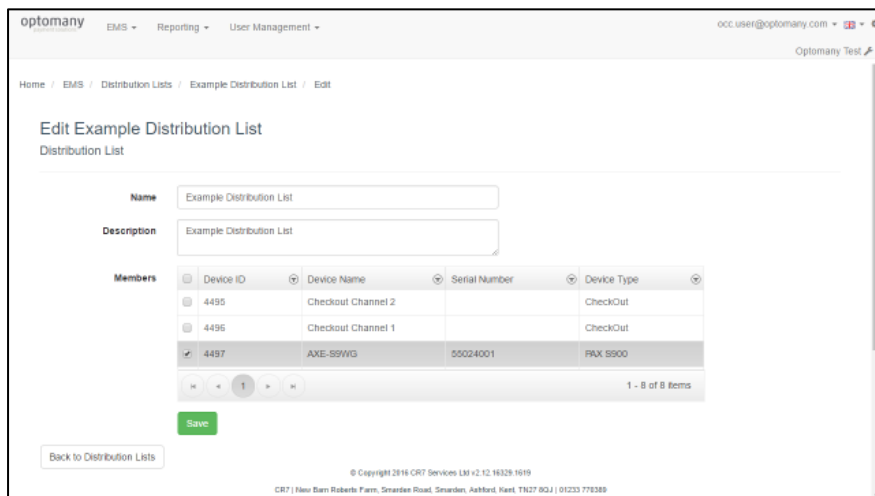 optomany
EMS Reporting User Management occ.user@optomany.com
Optomany Test
Home / EMS / Distribution Lists / Example Distribution List / Edit
Edit Example Distribution List
Distribution List
Name Example Distribution List
Description Example Distribution List
Members Device ID Device Name Serial Number Device Type
4495 Checkout Channel 2 CheckOut
4496 Checkout Channel 1 CheckOut
4497 AXE-S9WG 55024001 PAX S900
1 1 - 8 of 8 items
Save
Back to Distribution Lists
© Copyright 2016 CR7 Services Ltd v2.12.16329.1619
CR7 | New Barn Roberts Farm, Smarden Road, Smarden, Ashford, Kent, TN27 8QJ | 01233 770389